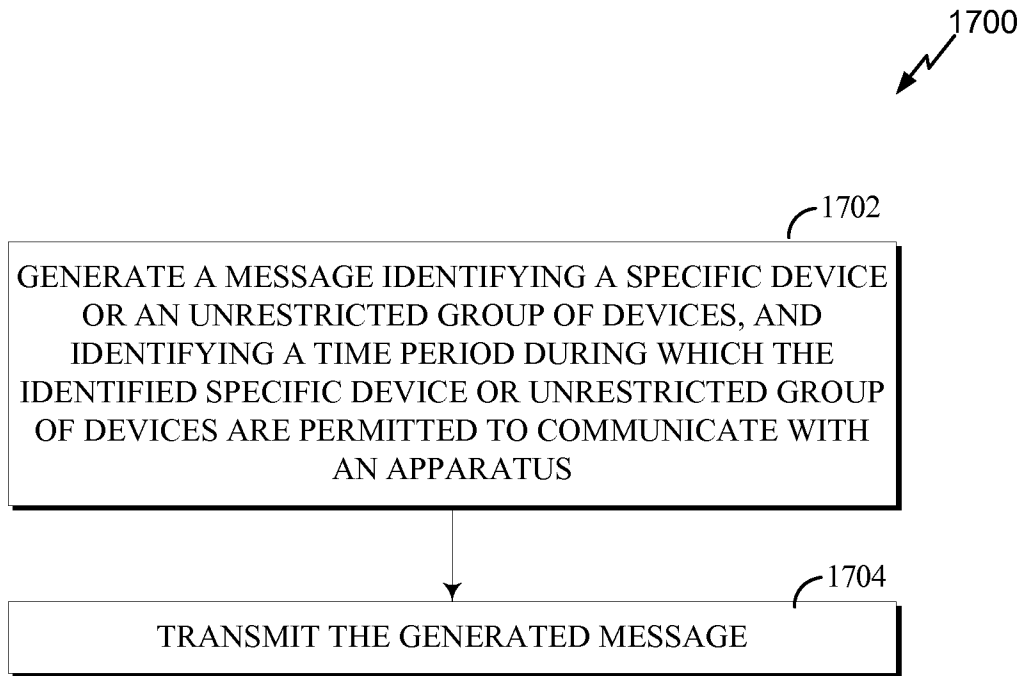 1700
1702
GENERATE A MESSAGE IDENTIFYING A SPECIFIC DEVICE
OR AN UNRESTRICTED GROUP OF DEVICES, AND
IDENTIFYING A TIME PERIOD DURING WHICH THE
IDENTIFIED SPECIFIC DEVICE OR UNRESTRICTED GROUP
OF DEVICES ARE PERMITTED TO COMMUNICATE WITH
AN APPARATUS
1704
TRANSMIT THE GENERATED MESSAGE